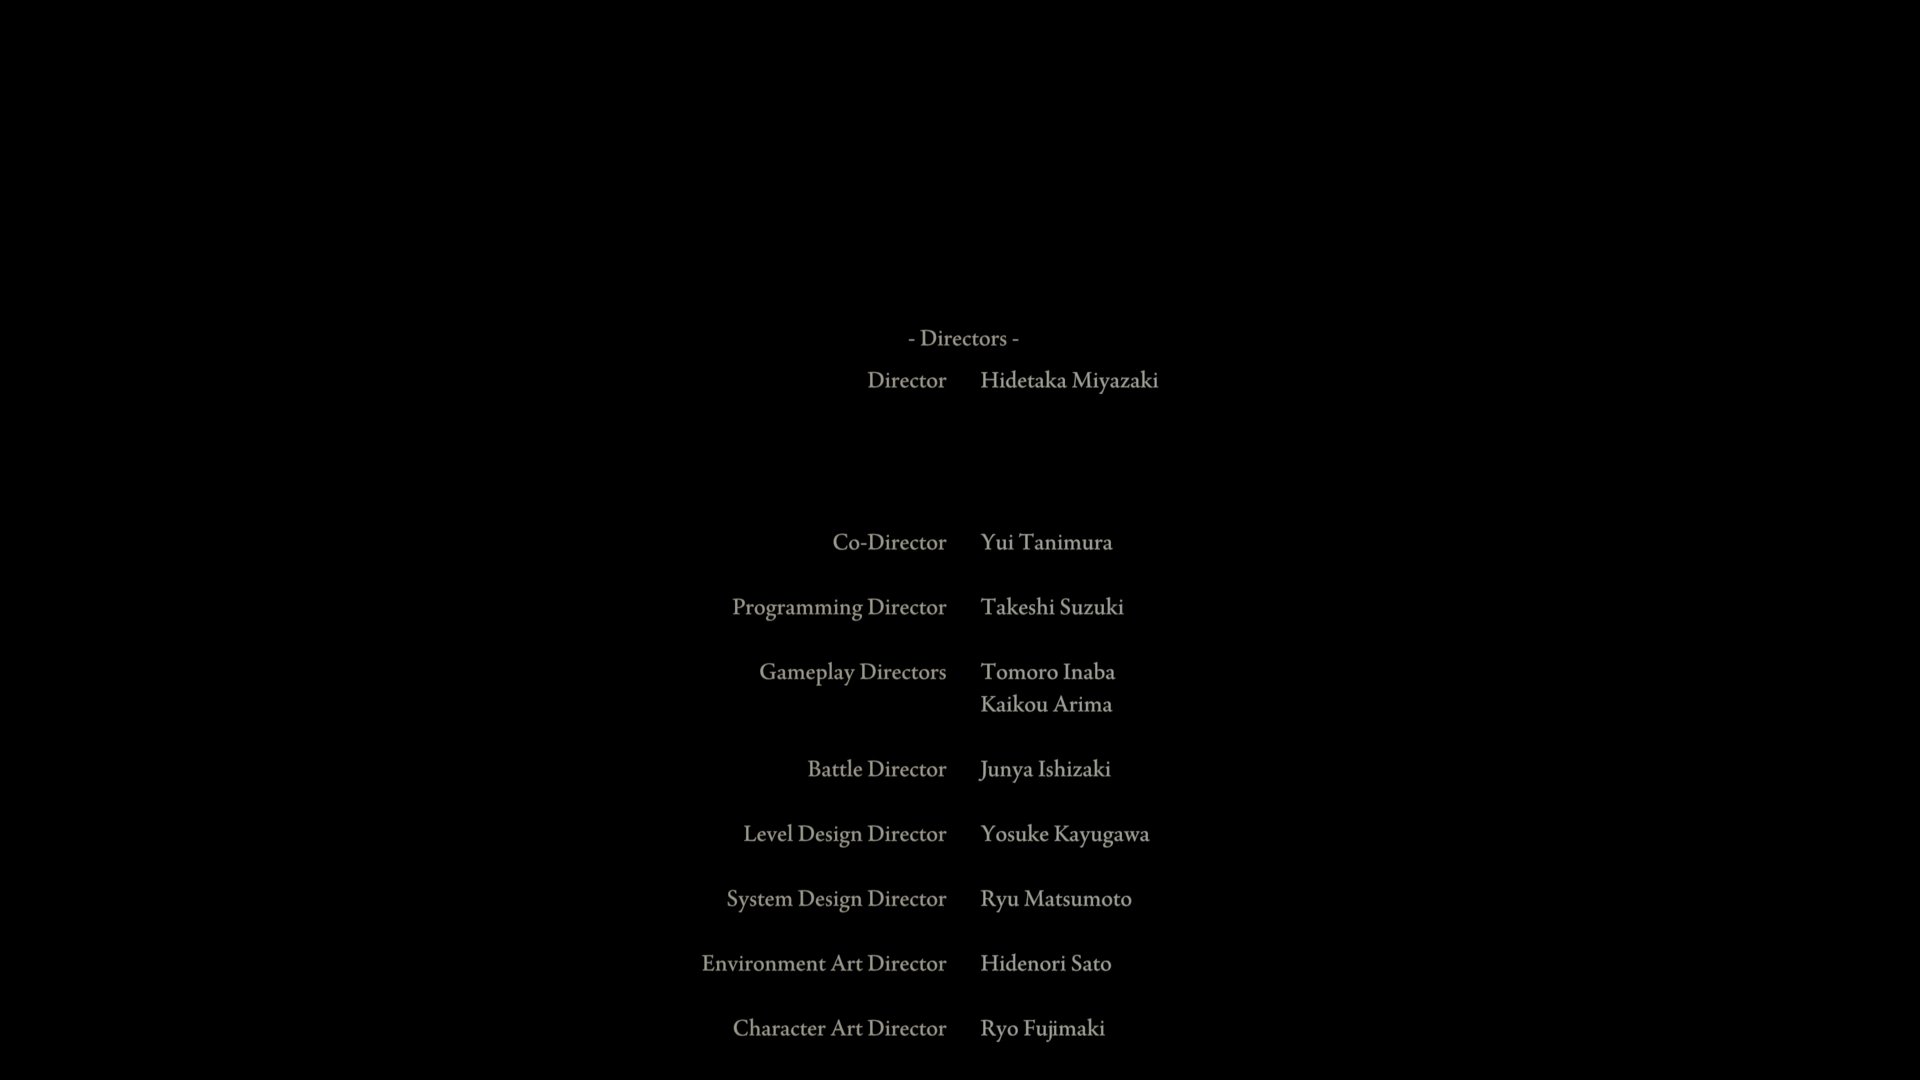 - Directors -
Director Hidetaka Miyazaki
Co-Director Yui Tanimura
Programming Director Takeshi Suzuki
Gameplay Directors Tomoro Inaba
Kaikou Arima
Battle Director Junya Ishizaki
Level Design Director Yosuke Kayugawa
System Design Director Ryu Matsumoto
Environment Art Director Hidenori Sato
Character Art Director Ryo Fujimaki